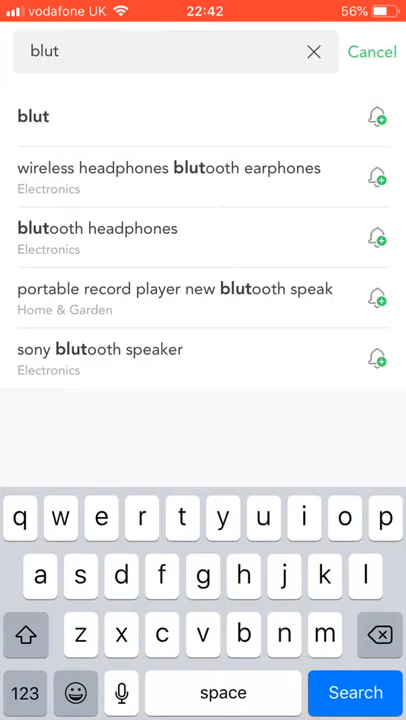 vodafone UK 22:42 56%
blut Cancel
blut
wireless headphones blutooth earphones
Electronics
blutooth headphones
Electronics
portable record player new blutooth speak
Home & Garden
sony blutooth speaker
Electronics
q w e r t y u i o p
a s d f g h j k l
z x c v b n m
123 space Search